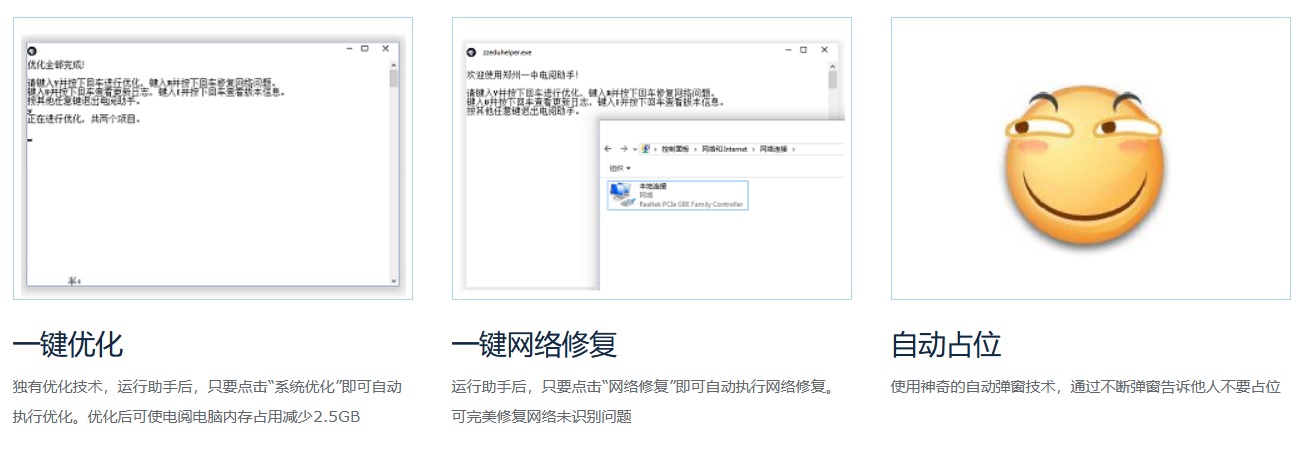 优化全部完成!
请键入Y并按下回车进行优化，键入R并按下回车修复网络问题。
键入U并按下回车查看更新日志，键入I并按下回车查看版本信息。
按其他任意键退出电阅助手。
y
正在进行优化，共两个项目。
半:
zzeduhelper.exe
欢迎使用郑州一中电阅助手!
请键入Y并按下回车进行优化，键入R并按下回车修复网络问题。
键入U并按下回车查看更新日志，键入I并按下回车查看版本信息。
按其他任意键退出电阅助手。
控制面板 › 网络和 Internet › 网络连接 ›
组织
本地连接
网络
Realtek PCIe GBE Family Controller
一键优化
独有优化技术，运行助手后，只要点击“系统优化”即可自动
执行优化。优化后可使电阅电脑内存占用减少2.5GB
一键网络修复
运行助手后，只要点击“网络修复”即可自动执行网络修复。
可完美修复网络未识别问题
自动占位
使用神奇的自动弹窗技术，通过不断弹窗告诉他人不要占位